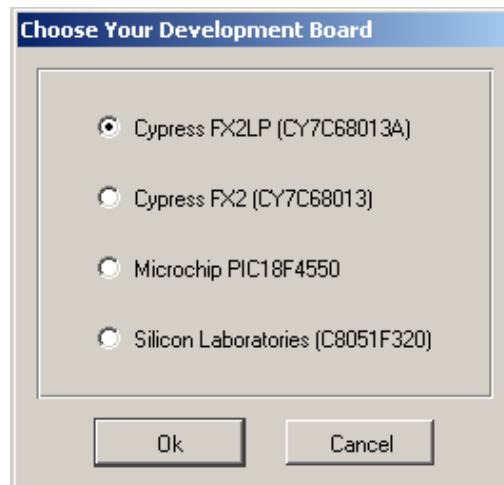 Choose Your Development Board
Cypress FX2LP (CY7C68013A)
Cypress FX2 (CY7C68013)
Microchip PIC18F4550
Silicon Laboratories (C8051F320)
Ok Cancel